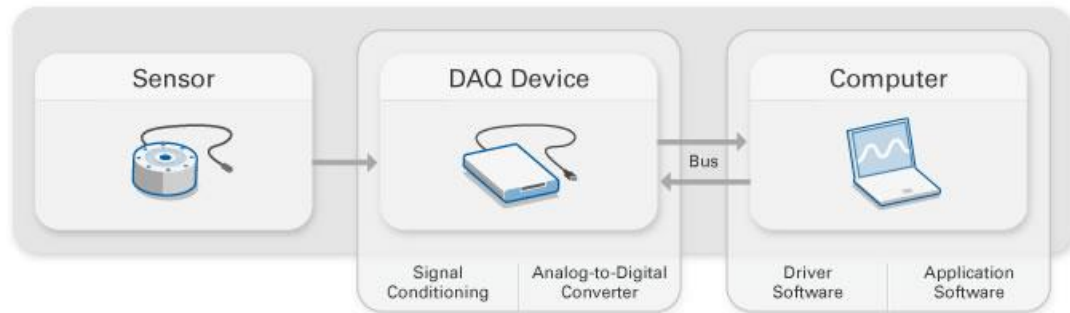 Sensor
DAQ Device
Computer
Bus
Signal
Conditioning
Analog-to-Digital
Converter
Driver
Software
Application
Software